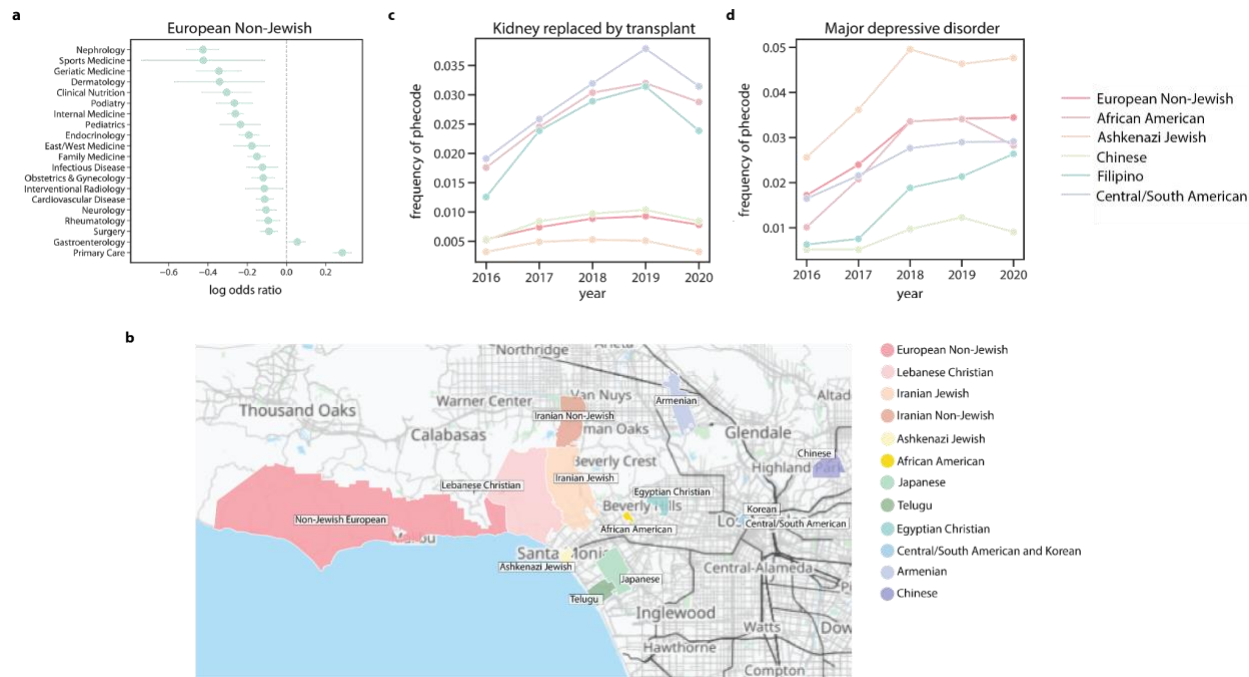 a
European Non-Jewish
Nephrology
Sports Medicine
Geriatic Medicine
Dermatology
Clinical Nutrition
Podiatry
Internal Medicine
Pediatrics
Endocrinology
East/West Medicine
Family Medicine
Infectious Disease
Obstetrics & Gynecology
Interventional Radiology
Cardiovascular Disease
Neurology
Rheumatology
Surgery
Gastroenterology
Primary Care
−0.6 −0.4 −0.2 0.0 0.2
log odds ratio
c
Kidney replaced by transplant
frequency of phecode
0.035
0.030
0.025
0.020
0.015
0.010
0.005
2016 2017 2018 2019 2020
year
d
Major depressive disorder
frequency of phecode
0.05
0.04
0.03
0.02
0.01
2016 2017 2018 2019 2020
year
European Non-Jewish
African American
Ashkenazi Jewish
Chinese
Filipino
Central/South American
b
Northridge
Thousand Oaks
Warner Center
Van Nuys
Armenian
Altad
Iranian Non-Jewish
man Oaks
Calabasas
Glendale
Chinese
Beverly Crest
Highland Park
Lebanese Christian
Iranian Jewish
Egyptian Christian
Beverly Hills
Korean
Non-Jewish European
African American
Lo
Central/South American
Santa Moni
Ashkenazi Jewish
Central-Alameda
Japanese
Telugu
Inglewood
Watts
Dow
Hawthorne
Compton
European Non-Jewish
Lebanese Christian
Iranian Jewish
Iranian Non-Jewish
Ashkenazi Jewish
African American
Japanese
Telugu
Egyptian Christian
Central/South American and Korean
Armenian
Chinese